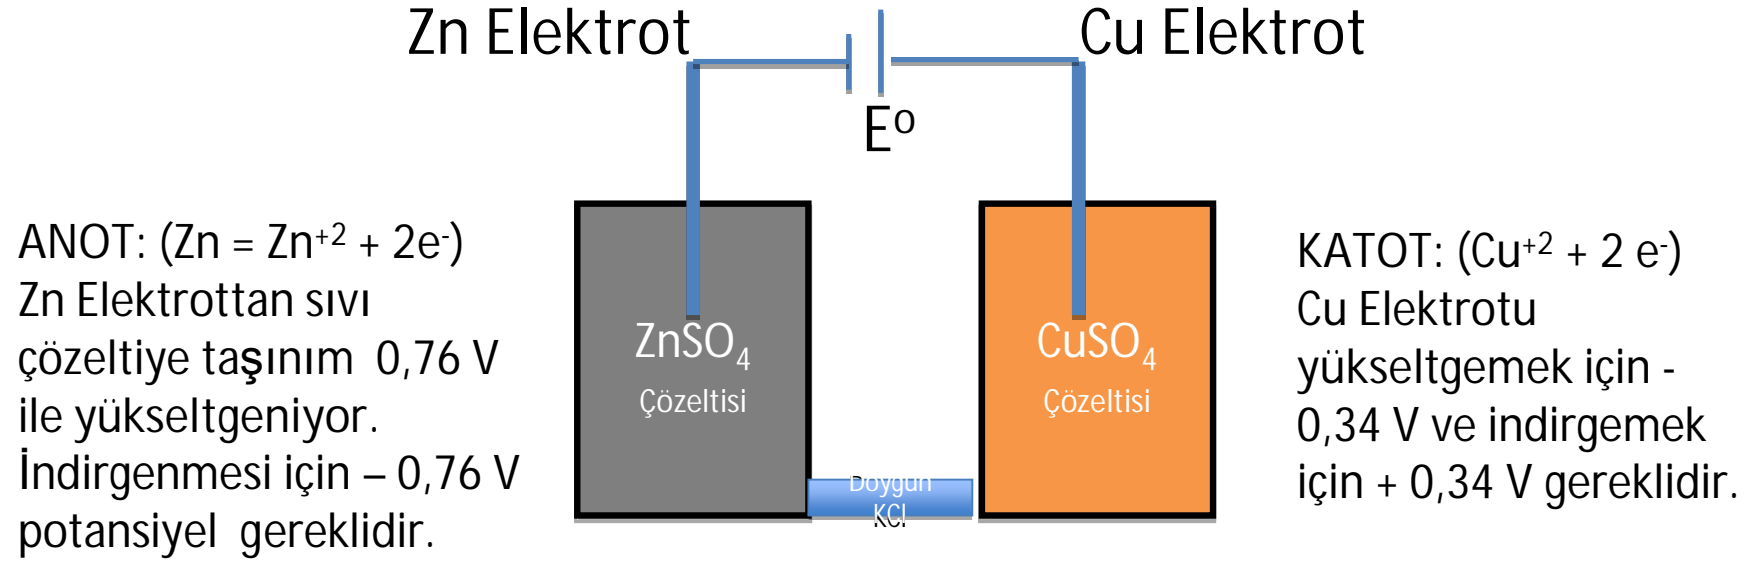 Zn Elektrot
Cu Elektrot
Eº
ANOT: (Zn = Zn⁺² + 2e⁻)
Zn Elektrottan sıvı
çözeltiye taşınım 0,76 V
ile yükseltgeniyor.
İndirgenmesi için – 0,76 V
potansiyel gereklidir.
ZnSO₄
Çözeltisi
Doygun
KCl
CuSO₄
Çözeltisi
KATOT: (Cu⁺² + 2 e⁻)
Cu Elektrotu
yükseltgemek için -
0,34 V ve indirgemek
için + 0,34 V gereklidir.